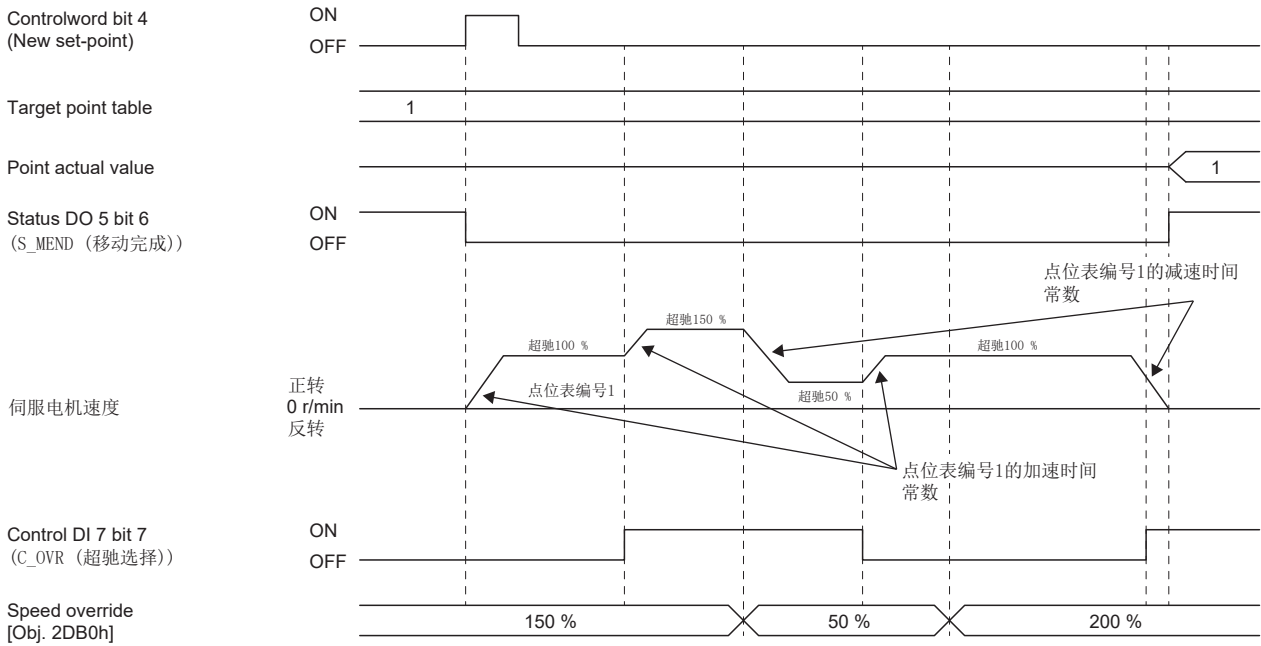 Controlword bit 4
(New set-point)
ON
OFF
Target point table
1
Point actual value
1
Status DO 5 bit 6
(S_MEND (移动完成))
ON
OFF
点位表编号1的减速时间
常数
超驰150 %
超驰100 %
超驰100 %
点位表编号1
超驰50 %
伺服电机速度
正转
0 r/min
反转
点位表编号1的加速时间
常数
Control DI 7 bit 7
(C_OVR (超驰选择))
ON
OFF
Speed override
[Obj. 2DB0h]
150 %
50 %
200 %